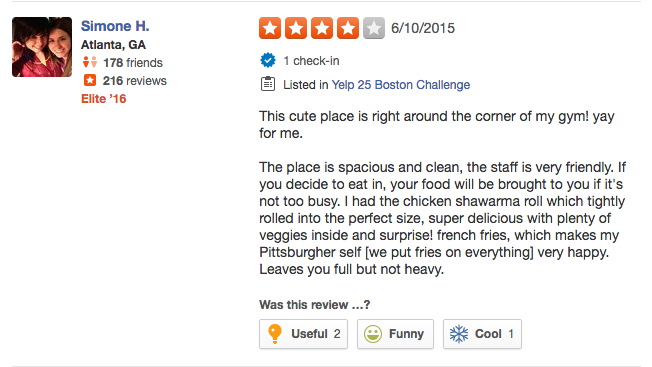 Simone H.
Atlanta, GA
178 friends
216 reviews
Elite ’16
6/10/2015
1 check-in
Listed in Yelp 25 Boston Challenge
This cute place is right around the corner of my gym! yay
for me.
The place is spacious and clean, the staff is very friendly. If
you decide to eat in, your food will be brought to you if it's
not too busy. I had the chicken shawarma roll which tightly
rolled into the perfect size, super delicious with plenty of
veggies inside and surprise! french fries, which makes my
Pittsburgher self [we put fries on everything] very happy.
Leaves you full but not heavy.
Was this review ...?
Useful 2
Funny
Cool 1